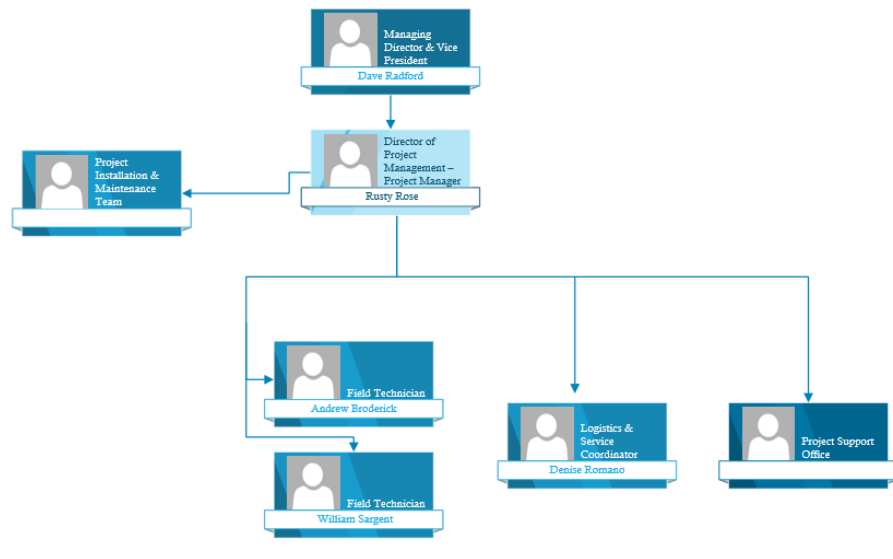 Managing
Director & Vice
President
Dave Radford
Director of
Project
Management –
Project Manager
Rusty Rose
Project
Installation &
Maintenance
Team
Field Technician
Andrew Broderick
Field Technician
William Sargent
Logistics &
Service
Coordinator
Denise Romano
Project Support
Office